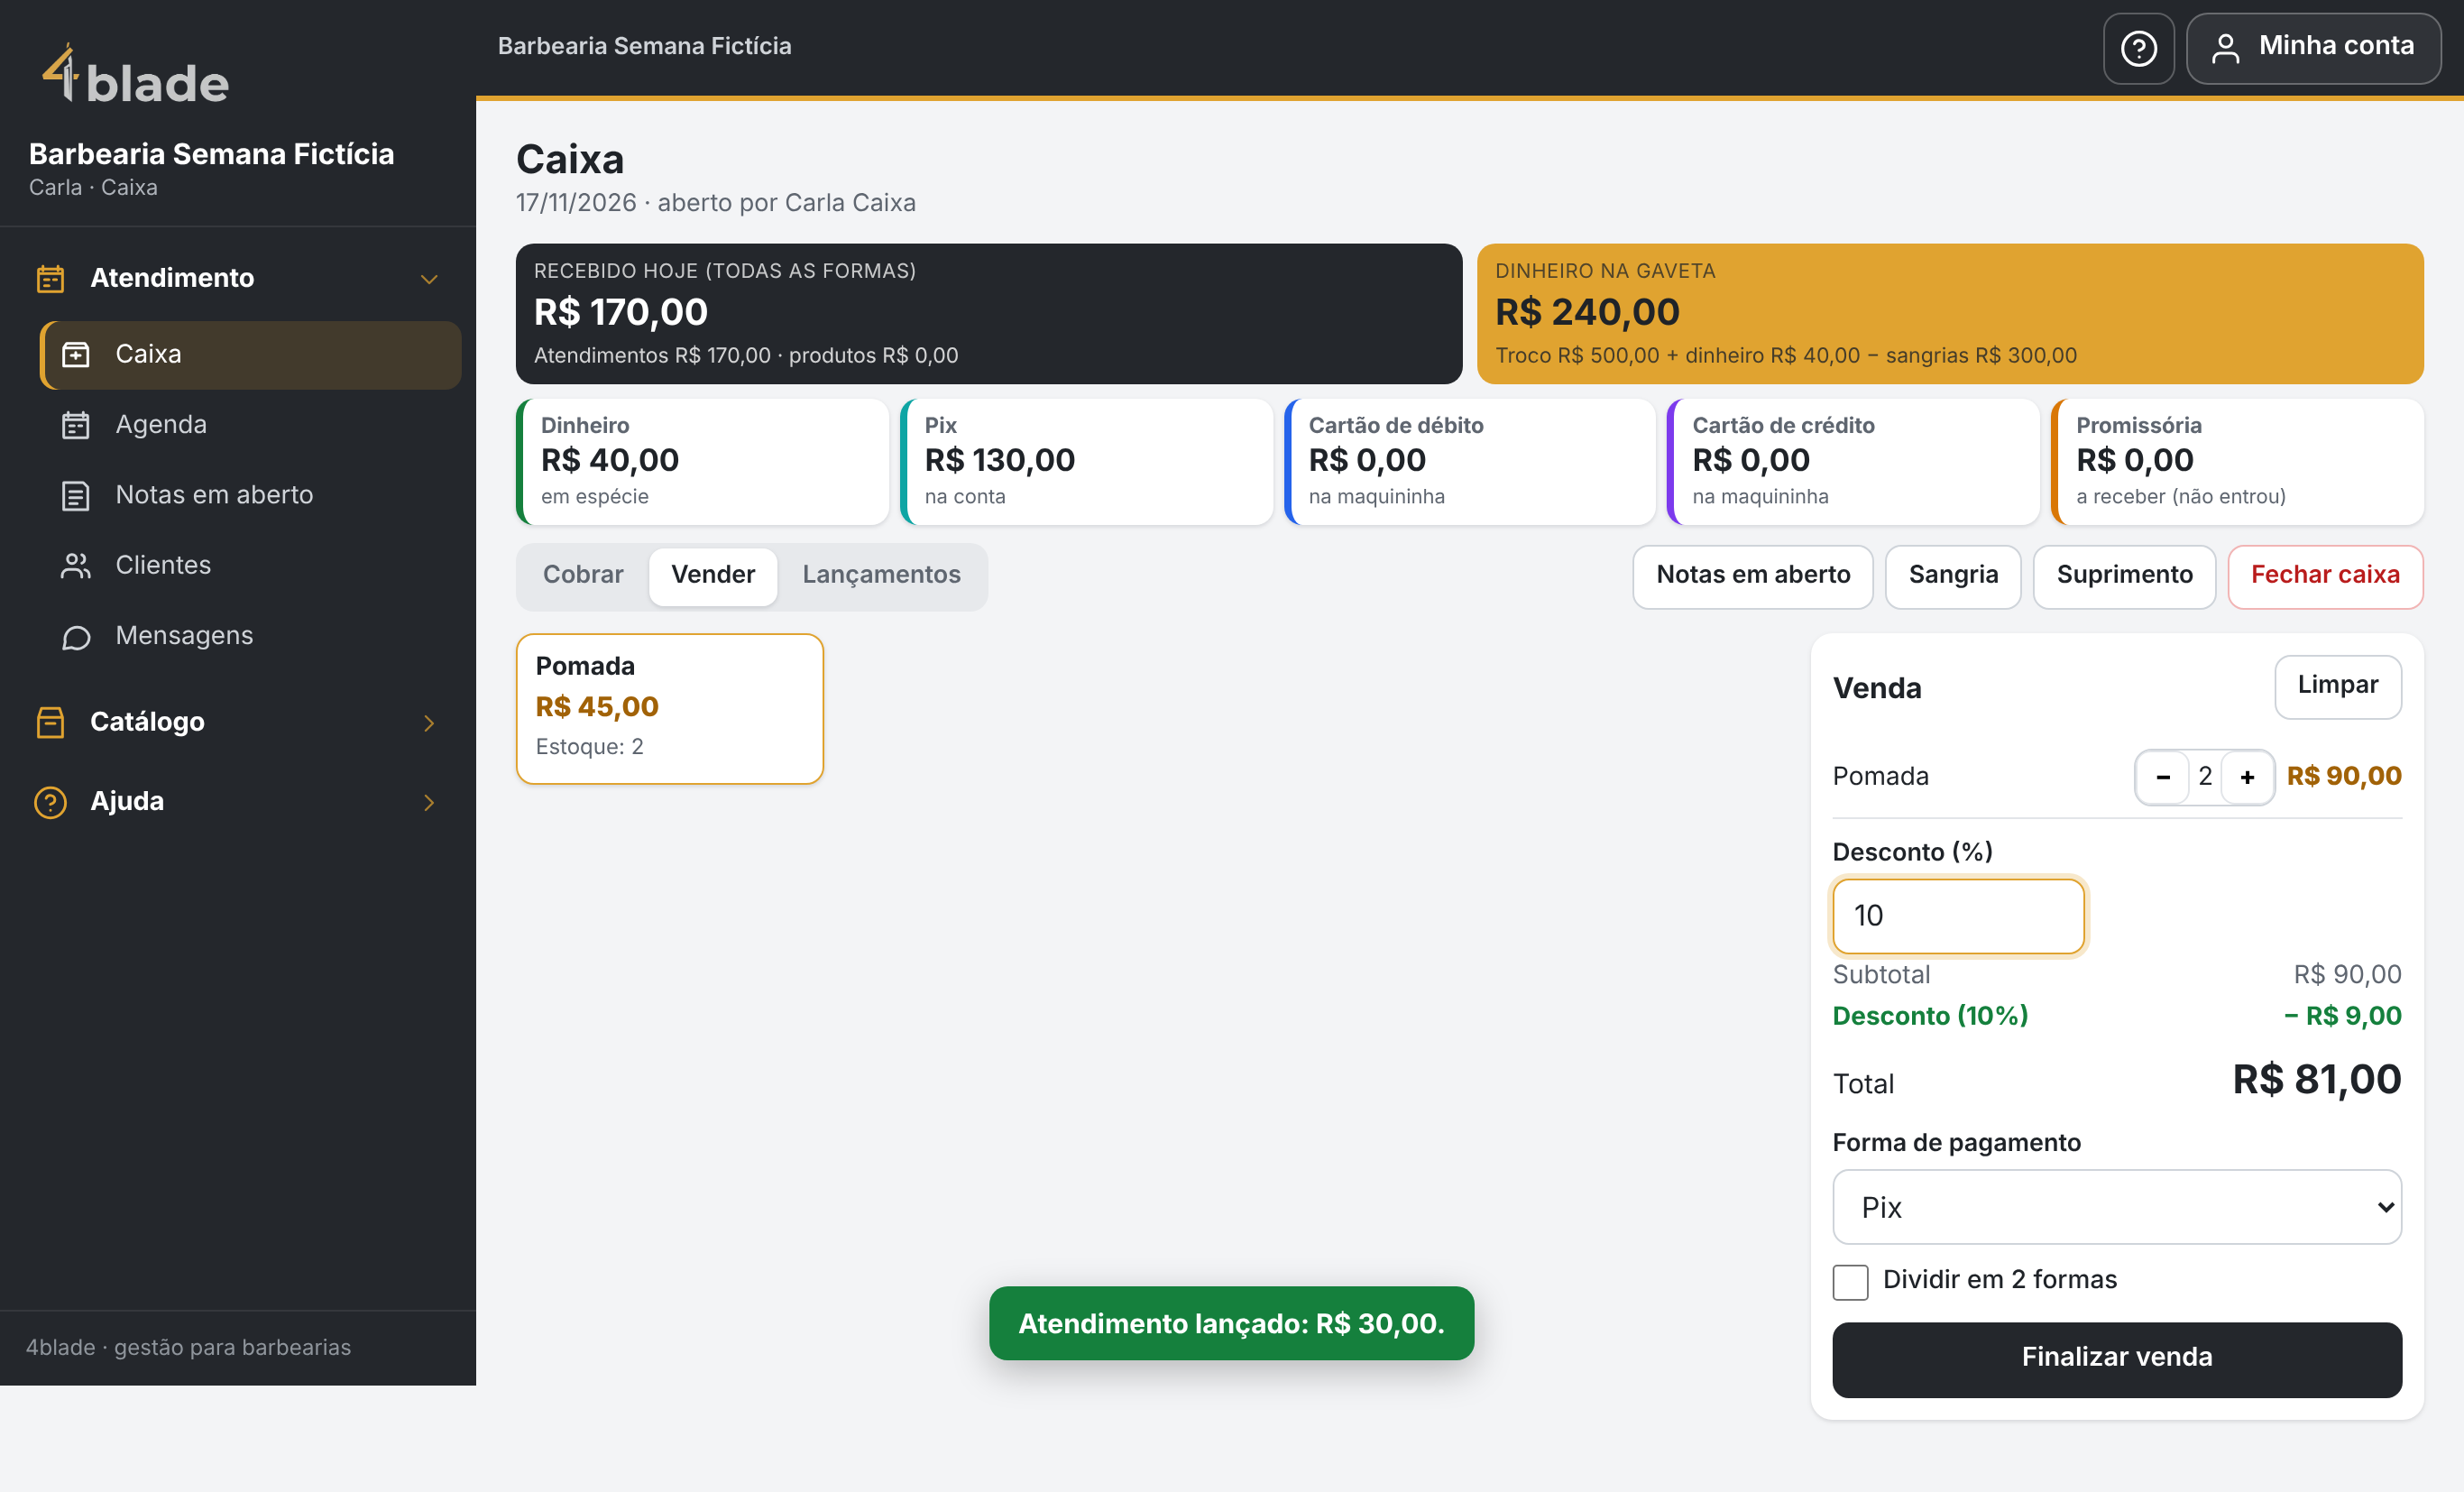 4blade
Barbearia Semana Fictícia
Carla · Caixa
Atendimento
Caixa
Agenda
Notas em aberto
Clientes
Mensagens
Catálogo
Ajuda
4blade · gestão para barbearias
Barbearia Semana Fictícia
Minha conta
Caixa
17/11/2026 · aberto por Carla Caixa
RECEBIDO HOJE (TODAS AS FORMAS)
R$ 170,00
Atendimentos R$ 170,00 · produtos R$ 0,00
DINHEIRO NA GAVETA
R$ 240,00
Troco R$ 500,00 + dinheiro R$ 40,00 − sangrias R$ 300,00
Dinheiro
R$ 40,00
em espécie
Pix
R$ 130,00
na conta
Cartão de débito
R$ 0,00
na maquininha
Cartão de crédito
R$ 0,00
na maquininha
Promissória
R$ 0,00
a receber (não entrou)
Cobrar Vender Lançamentos
Notas em aberto Sangria Suprimento Fechar caixa
Pomada
R$ 45,00
Estoque: 2
Venda Limpar
Pomada − 2 + R$ 90,00
Desconto (%)
10
Subtotal R$ 90,00
Desconto (10%) − R$ 9,00
Total R$ 81,00
Forma de pagamento
Pix
Dividir em 2 formas
Finalizar venda
Atendimento lançado: R$ 30,00.